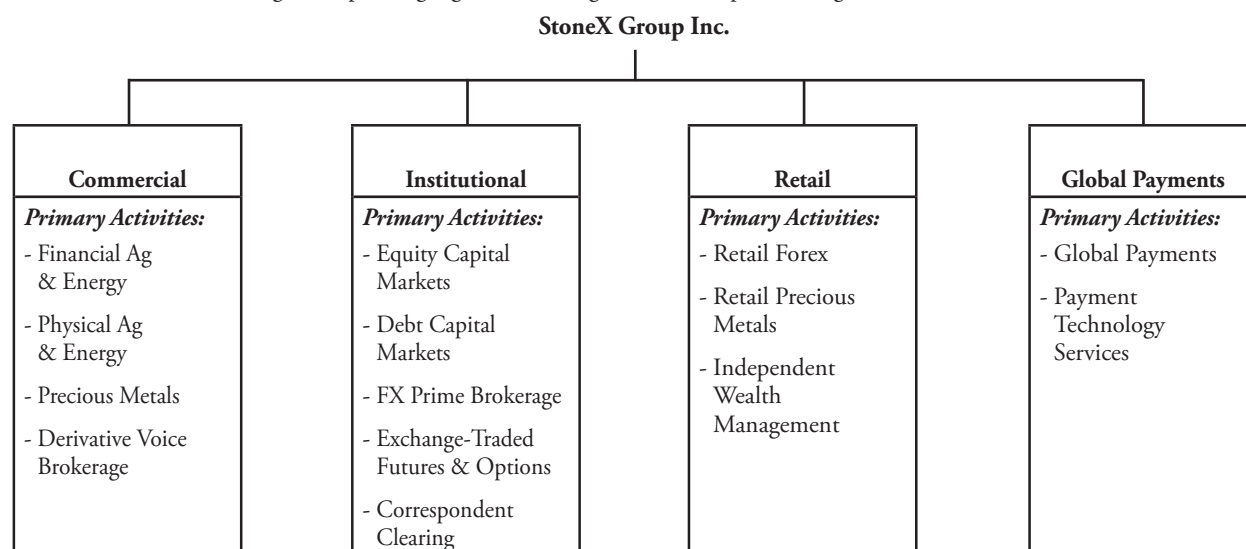 StoneX Group Inc.
Commercial
Primary Activities:
- Financial Ag
& Energy
- Physical Ag
& Energy
- Precious Metals
- Derivative Voice
Brokerage
Institutional
Primary Activities:
- Equity Capital
Markets
- Debt Capital
Markets
- FX Prime Brokerage
- Exchange-Traded
Futures & Options
- Correspondent
Clearing
Retail
Primary Activities:
- Retail Forex
- Retail Precious
Metals
- Independent
Wealth
Management
Global Payments
Primary Activities:
- Global Payments
- Payment
Technology
Services